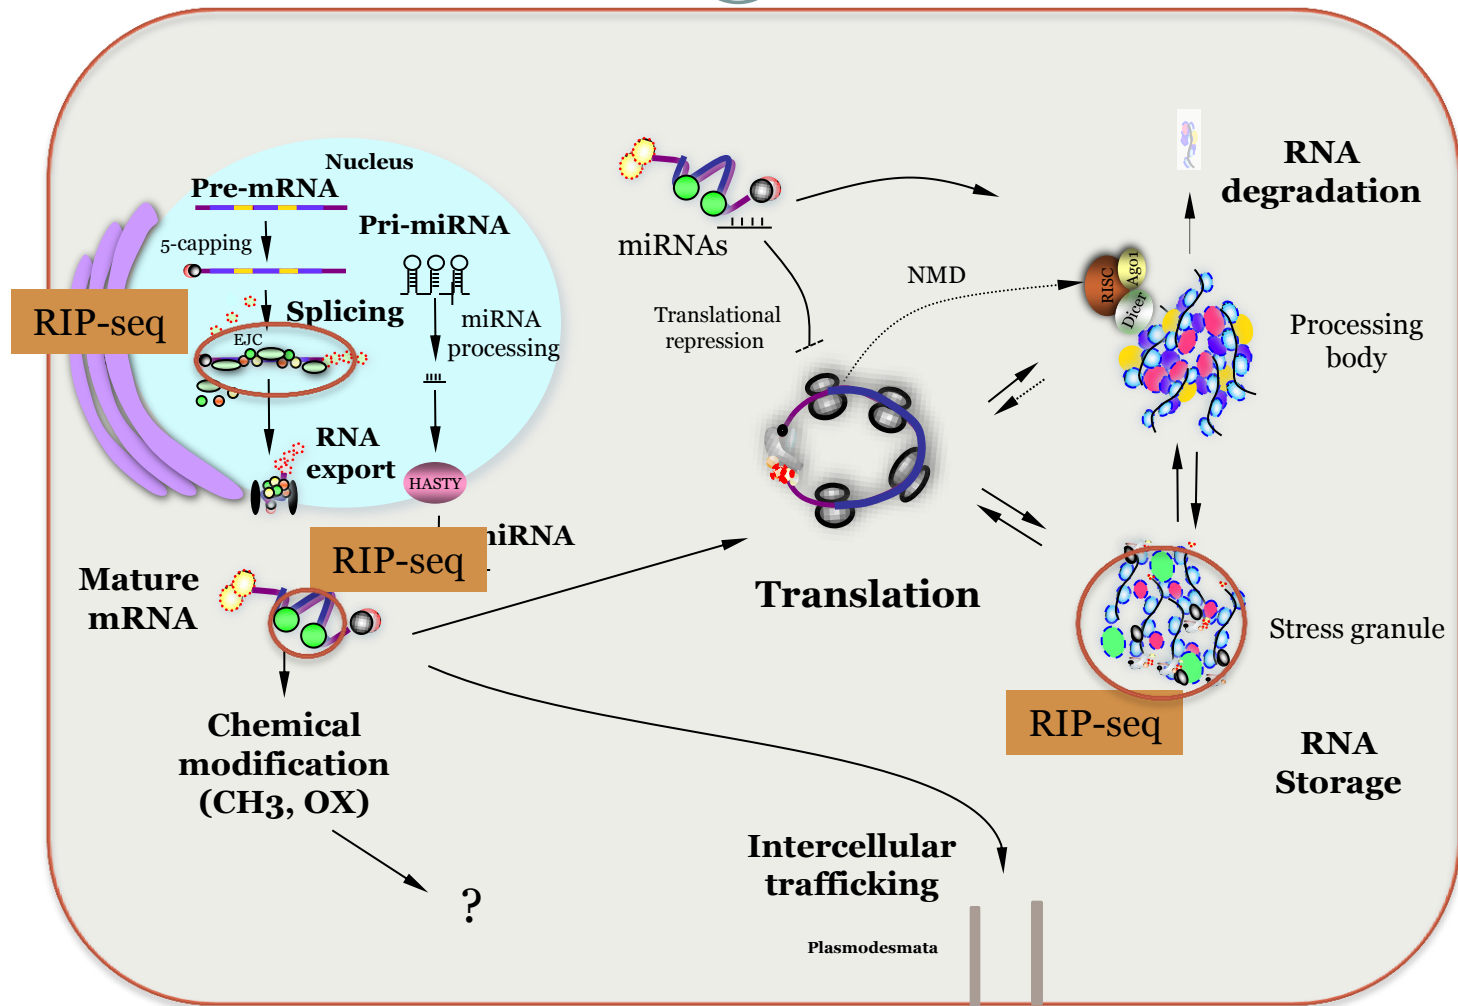 Nucleus
Pre-mRNA
Pri-miRNA
5-capping
RIP-seq
Splicing
EJC
miRNA
processing
RNA
export
HASTY
RIP-seq
Mature
mRNA
Chemical
modification
(CH3, OX)
?
miRNAs
Translational
repression
NMD
Translation
RNA
degradation
RISC
Ago1
Dicer
Processing
body
Stress granule
RIP-seq
RNA
Storage
Intercellular
trafficking
Plasmodesmata